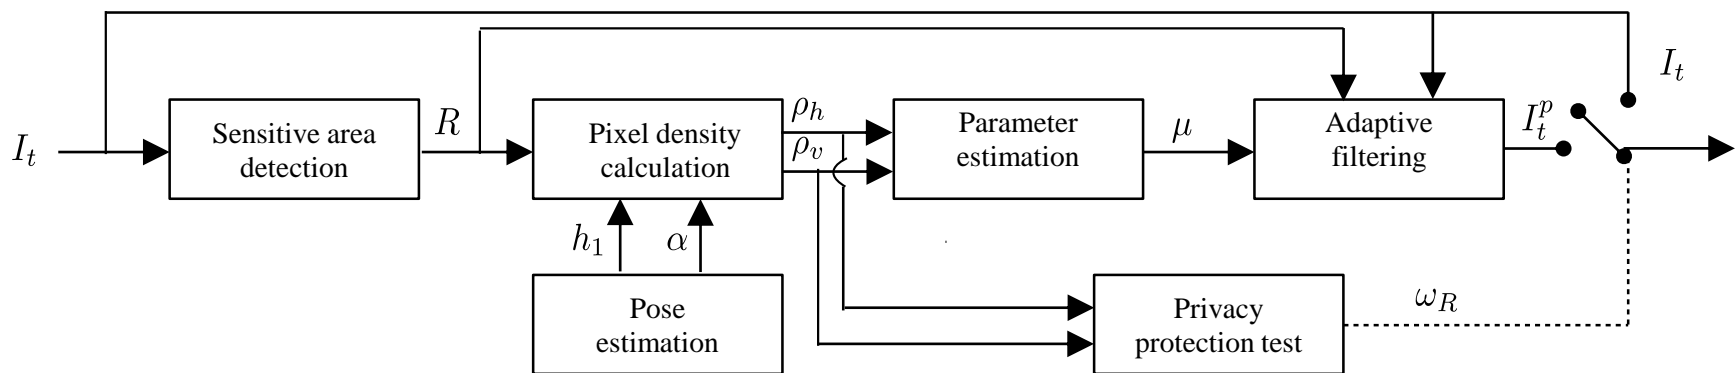 I_t
Sensitive area
detection
R
Pixel density
calculation
ρ_h
ρ_v
Parameter
estimation
μ
Adaptive
filtering
I_t^p
I_t
h_1
α
Pose
estimation
Privacy
protection test
ω_R